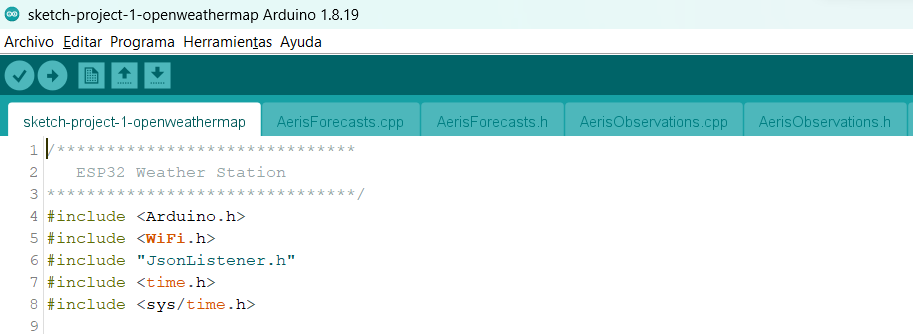 sketch-project-1-openweathermap Arduino 1.8.19
Archivo Editar Programa Herramientas Ayuda
sketch-project-1-openweathermap AerisForecasts.cpp AerisForecasts.h AerisObservations.cpp AerisObservations.h
1 /******************************
2 ESP32 Weather Station
3 *******************************/
4 #include <Arduino.h>
5 #include <WiFi.h>
6 #include "JsonListener.h"
7 #include <time.h>
8 #include <sys/time.h>
9